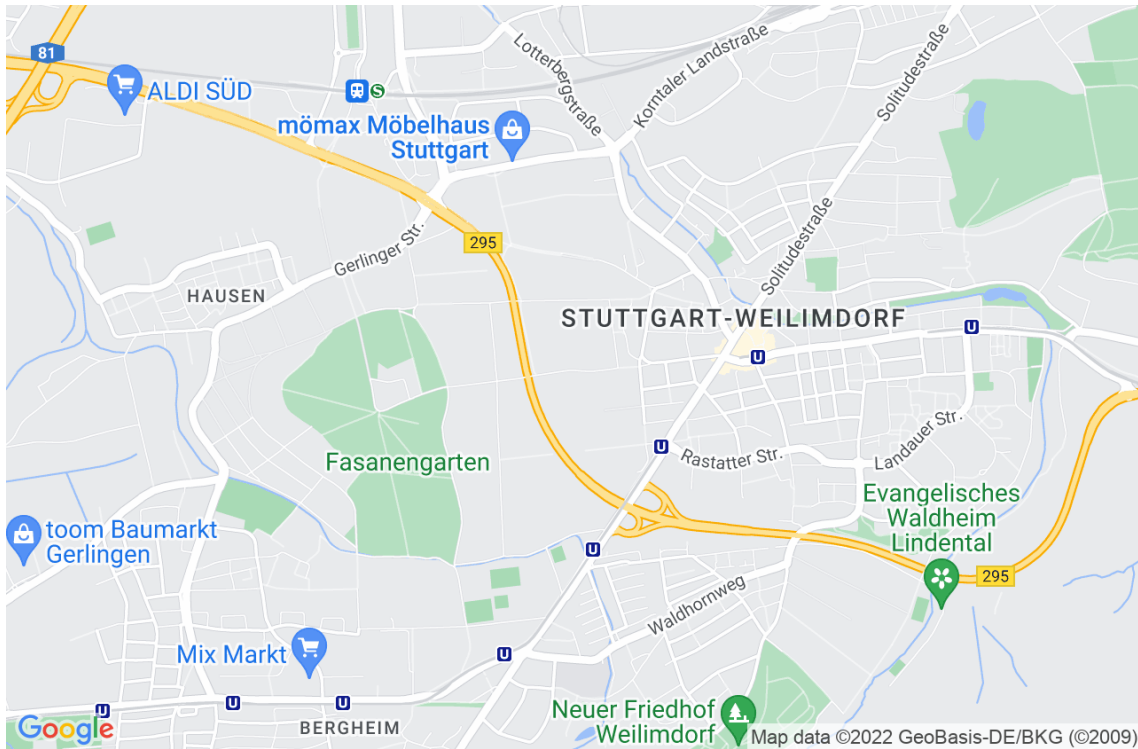 81
ALDI SÜD
S
mömax Möbelhaus
Stuttgart
Lotterbergstraße
Korntaler Landstraße
Solitudestraße
295
Gerlinger Str.
Solitudestraße
HAUSEN
STUTTGART-WEILIMDORF
U
U
Fasanengarten
U
Rastatter Str.
Landauer Str.
Evangelisches
Waldheim
Lindental
toom Baumarkt
Gerlingen
U
295
Waldhornweg
Mix Markt
U
U
U
U
BERGHEIM
Neuer Friedhof
Weilimdorf
Google
Map data ©2022 GeoBasis-DE/BKG (©2009)